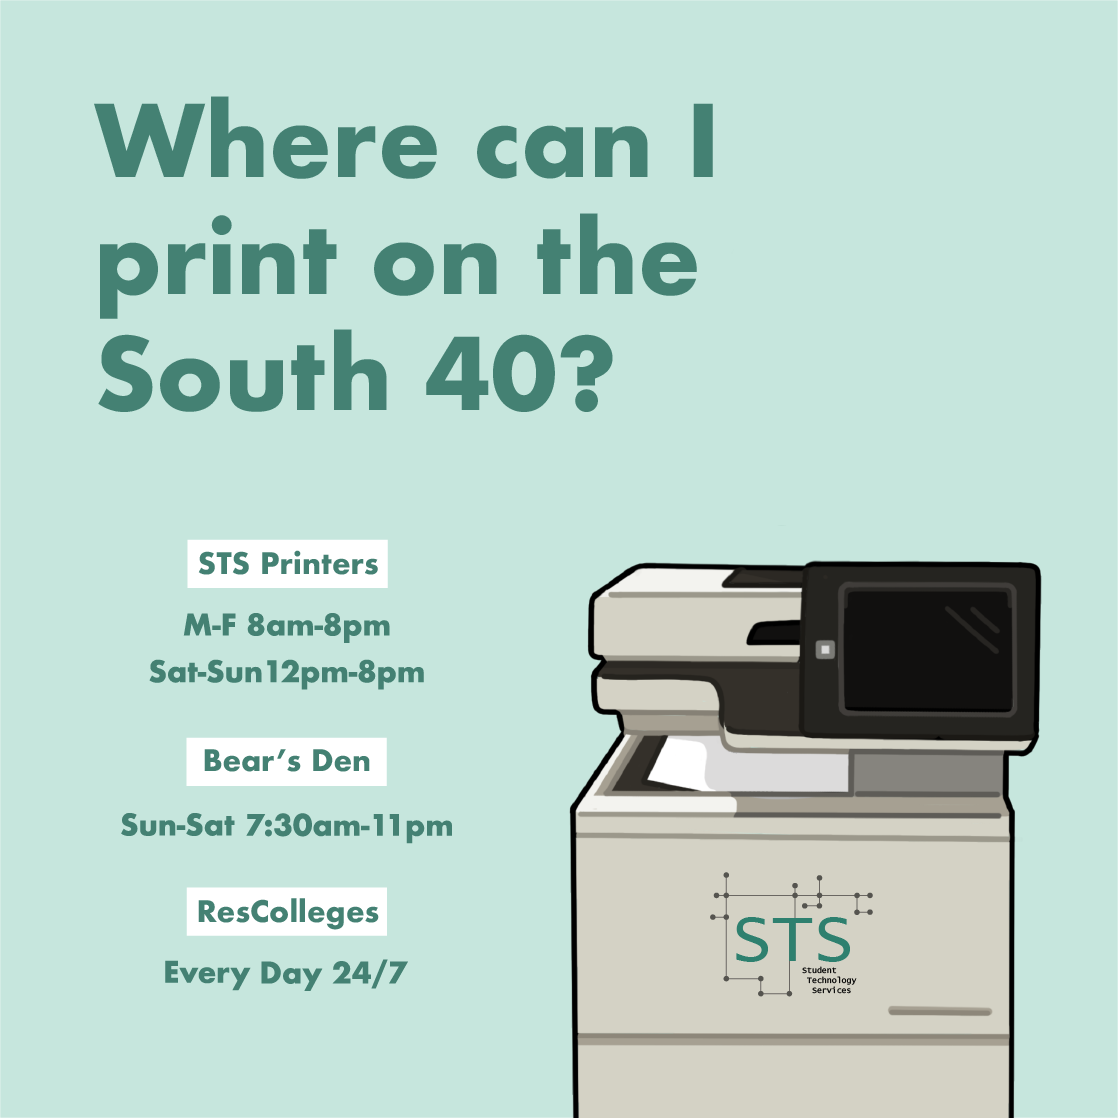 Where can I
print on the
South 40?
STS Printers
M-F 8am-8pm
Sat-Sun12pm-8pm
Bear’s Den
Sun-Sat 7:30am-11pm
ResColleges
Every Day 24/7
STS
Student
Technology
Services